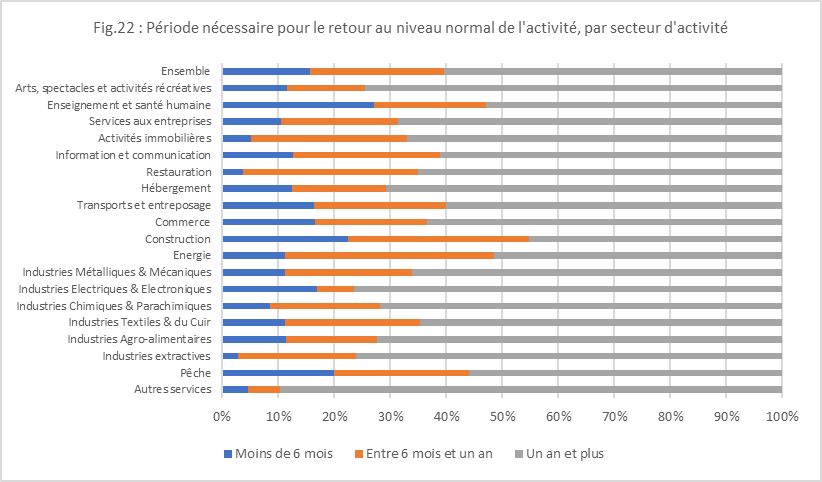 Fig.22 : Période nécessaire pour le retour au niveau normal de l'activité, par secteur d'activité
Ensemble
Arts, spectacles et activités récréatives
Enseignement et santé humaine
Services aux entreprises
Activités immobilières
Information et communication
Restauration
Hébergement
Transports et entreposage
Commerce
Construction
Energie
Industries Métalliques & Mécaniques
Industries Electriques & Electroniques
Industries Chimiques & Parachimiques
Industries Textiles & du Cuir
Industries Agro-alimentaires
Industries extractives
Pêche
Autres services
0% 10% 20% 30% 40% 50% 60% 70% 80% 90% 100%
Moins de 6 mois Entre 6 mois et un an Un an et plus